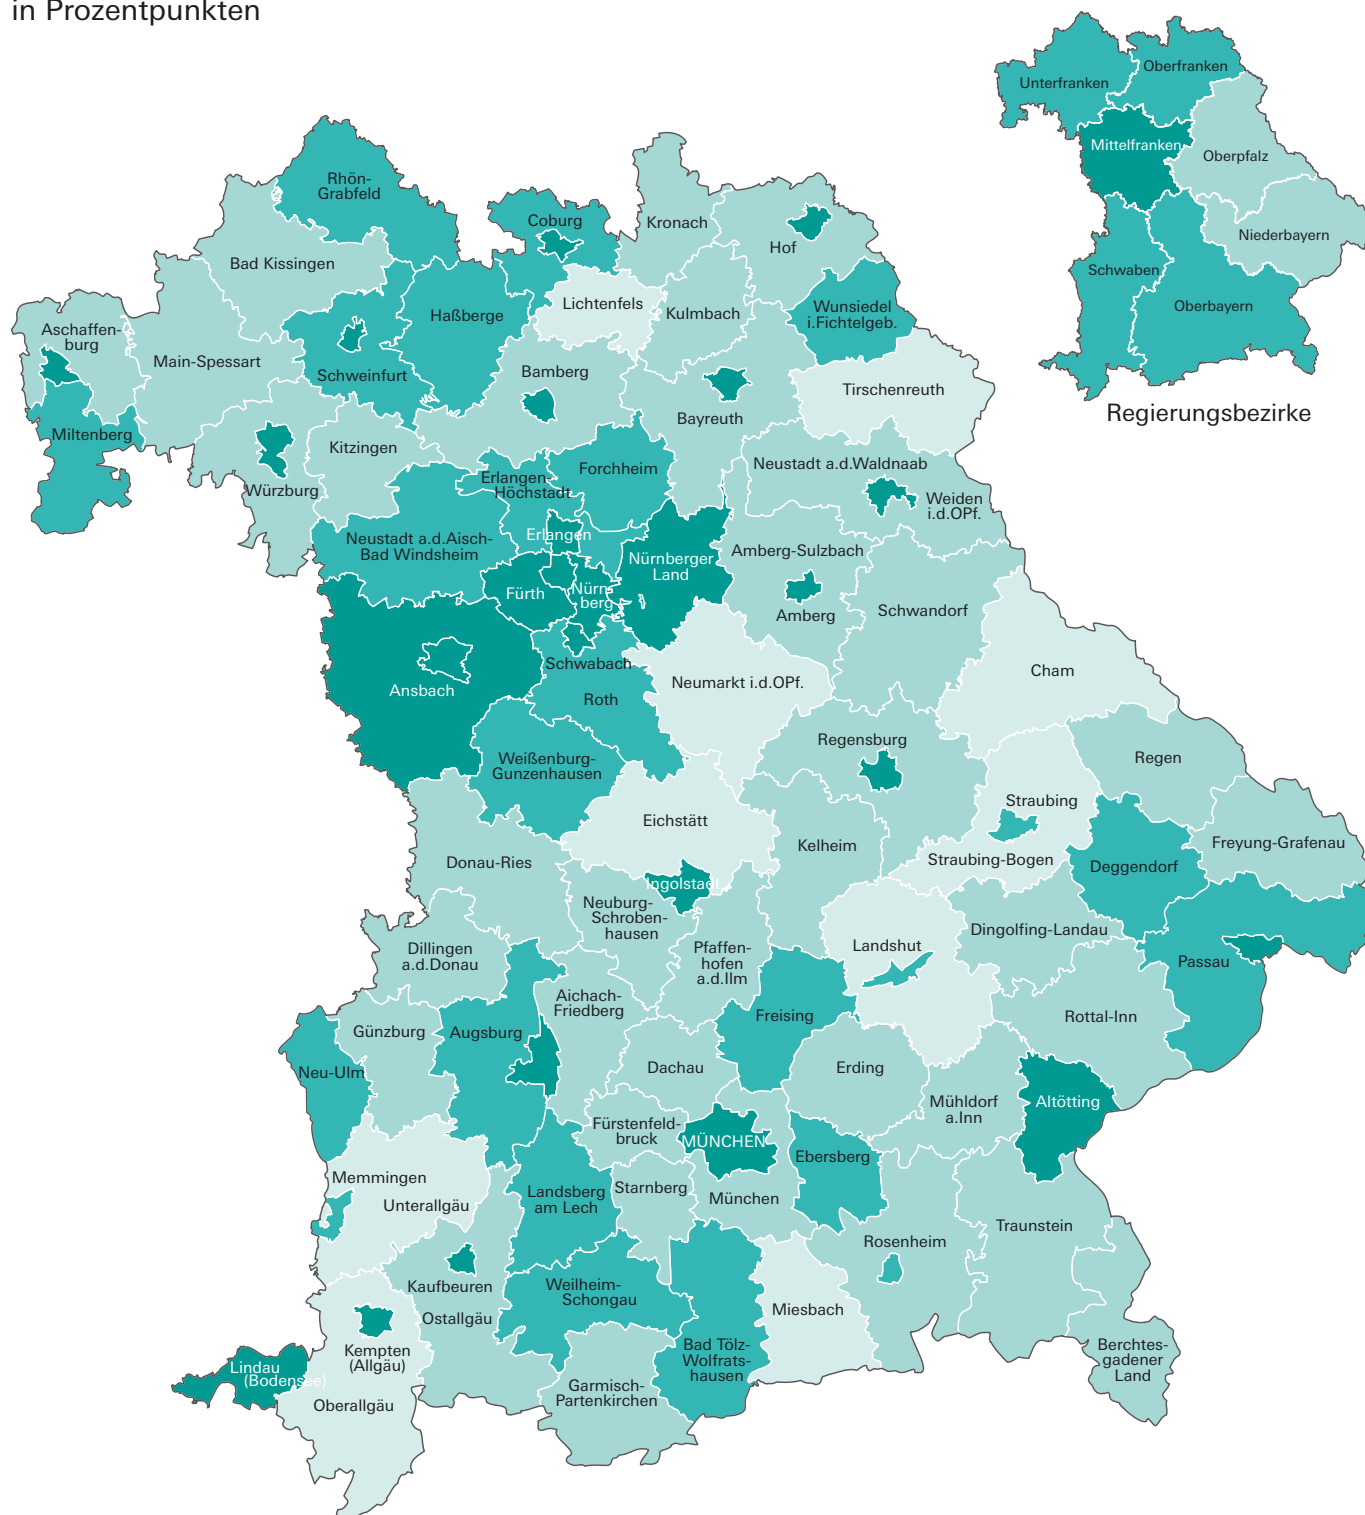 in Prozentpunkten
Unterfranken
Oberfranken
Mittelfranken
Oberpfalz
Niederbayern
Schwaben
Oberbayern
Regierungsbezirke
Rhön-
Grabfeld
Coburg
Kronach
Hof
Bad Kissingen
Lichtenfels
Kulmbach
Wunsiedel
i.Fichtelgeb.
Haßberge
Aschaffen-
burg
Main-Spessart
Schweinfurt
Bamberg
Bayreuth
Tirschenreuth
Miltenberg
Kitzingen
Würzburg
Forchheim
Erlangen-
Höchstadt
Neustadt a.d.Waldnaab
Weiden
i.d.OPf.
Neustadt a.d.Aisch-
Bad Windsheim
Erlangen
Nürnberger
Land
Amberg-Sulzbach
Fürth
Nürn-
berg
Amberg
Schwandorf
Schwabach
Ansbach
Roth
Neumarkt i.d.OPf.
Cham
Regensburg
Weißenburg-
Gunzenhausen
Regen
Straubing
Eichstätt
Kelheim
Straubing-Bogen
Deggendorf
Freyung-Grafenau
Donau-Ries
Ingolstadt
Neuburg-
Schroben-
hausen
Dingolfing-Landau
Dillingen
a.d.Donau
Pfaffen-
hofen
a.d.Ilm
Landshut
Passau
Aichach-
Friedberg
Freising
Rottal-Inn
Günzburg
Augsburg
Neu-Ulm
Dachau
Erding
Mühldorf
a.Inn
Altötting
Fürstenfeld-
bruck
MÜNCHEN
Ebersberg
Memmingen
Unterallgäu
Landsberg
am Lech
Starnberg
München
Traunstein
Rosenheim
Kaufbeuren
Weilheim-
Schongau
Miesbach
Ostallgäu
Kempten
(Allgäu)
Bad Tölz-
Wolfrats-
hausen
Berchtes-
gadener
Land
Lindau
(Bodensee)
Garmisch-
Partenkirchen
Oberallgäu